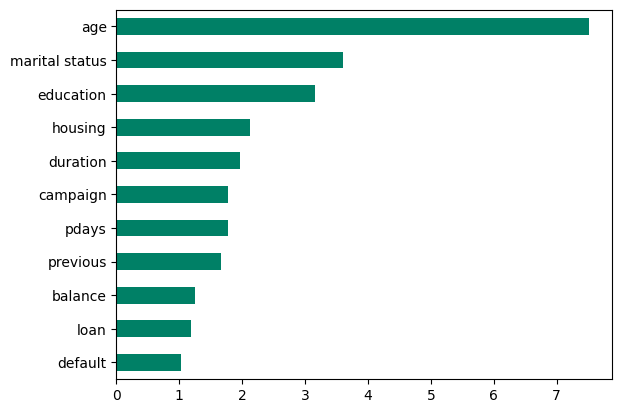 age
marital status
education
housing
duration
campaign
pdays
previous
balance
loan
default
0 1 2 3 4 5 6 7